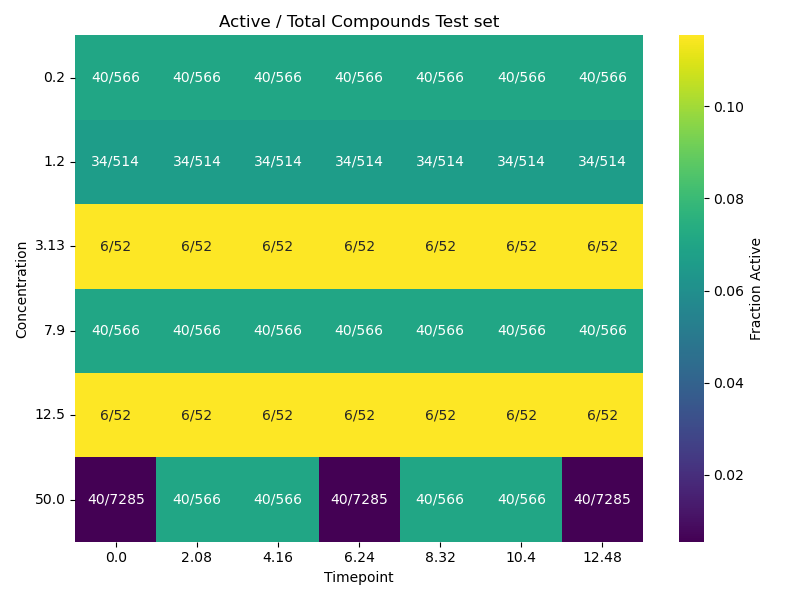 Active / Total Compounds Test set
0.2 40/566 40/566 40/566 40/566 40/566 40/566 40/566
1.2 34/514 34/514 34/514 34/514 34/514 34/514 34/514
3.13 6/52 6/52 6/52 6/52 6/52 6/52 6/52
7.9 40/566 40/566 40/566 40/566 40/566 40/566 40/566
12.5 6/52 6/52 6/52 6/52 6/52 6/52 6/52
50.0 40/7285 40/566 40/566 40/7285 40/566 40/566 40/7285
0.0 2.08 4.16 6.24 8.32 10.4 12.48
Timepoint
Concentration
0.10
0.08
0.06
0.04
0.02
Fraction Active